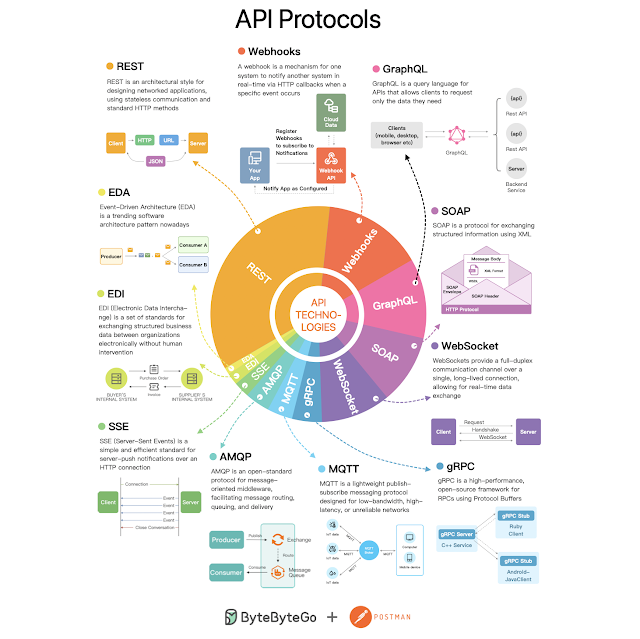 API Protocols
REST
REST is an architectural style for
designing networked applications,
using stateless communication and
standard HTTP methods
Client
HTTP
URL
JSON
Server
Webhooks
A webhook is a mechanism for one
system to notify another system in
real-time via HTTP callbacks when a
specific event occurs
Cloud
Data
Register
Webhooks
to subscribe to
Notifications
Your
App
Webhook
API
Notify App as Configured
GraphQL
GraphQL is a query language for
APIs that allows clients to request
only the data they need
Clients
(mobile, desktop,
browser etc)
GraphQL
{api}
Rest API
{api}
Rest API
Server
Backend
Service
EDA
Event-Driven Architecture (EDA)
is a trending software
architecture pattern nowadays
Producer
Consumer A
Consumer B
SOAP
SOAP is a protocol for exchanging
structured information using XML
Message Body
XML Format
SOAP
Envelope
SOAP Header
HTTP Protocol
REST
Webhooks
GraphQL
SOAP
WebSocket
gRPC
MQTT
AMQP
SSE
EDI
API
TECHNO-
LOGIES
EDI
EDI (Electronic Data Interchan-
ge) is a set of standards for
exchanging structured business
data between organizations
electronically without human
intervention
Purchase Order
Invoice
BUYER'S
INTERNAL SYSTEM
SUPPLIER'S
INTERNAL SYSTEM
WebSocket
WebSockets provide a full-duplex
communication channel over a
single, long-lived connection,
allowing for real-time data
exchange
Client
Request
Handshake
WebSocket
Server
SSE
SSE (Server-Sent Events) is a
simple and efficient standard for
server-push notifications over an
HTTP connection
Client
Connection
Event
Event
Event
Close Conversation
Server
AMQP
AMQP is an open-standard
protocol for message-
oriented middleware,
facilitating message routing,
queuing, and delivery
Producer
Publish
Exchange
Route
Consumer
Consume
Message
Queue
MQTT
MQTT is a lightweight publish-
subscribe messaging protocol
designed for low-bandwidth, high-
latency, or unreliable networks
IoT data
IoT data
IoT data
MQTT
MQTT
MQTT
MQTT
Computer
Mobile device
gRPC
gRPC is a high-performance,
open-source framework for
RPCs using Protocol Buffers
gRPC Server
C++ Service
gRPC Stub
Ruby
Client
gRPC Stub
Android-
JavaClient
ByteByteGo + POSTMAN